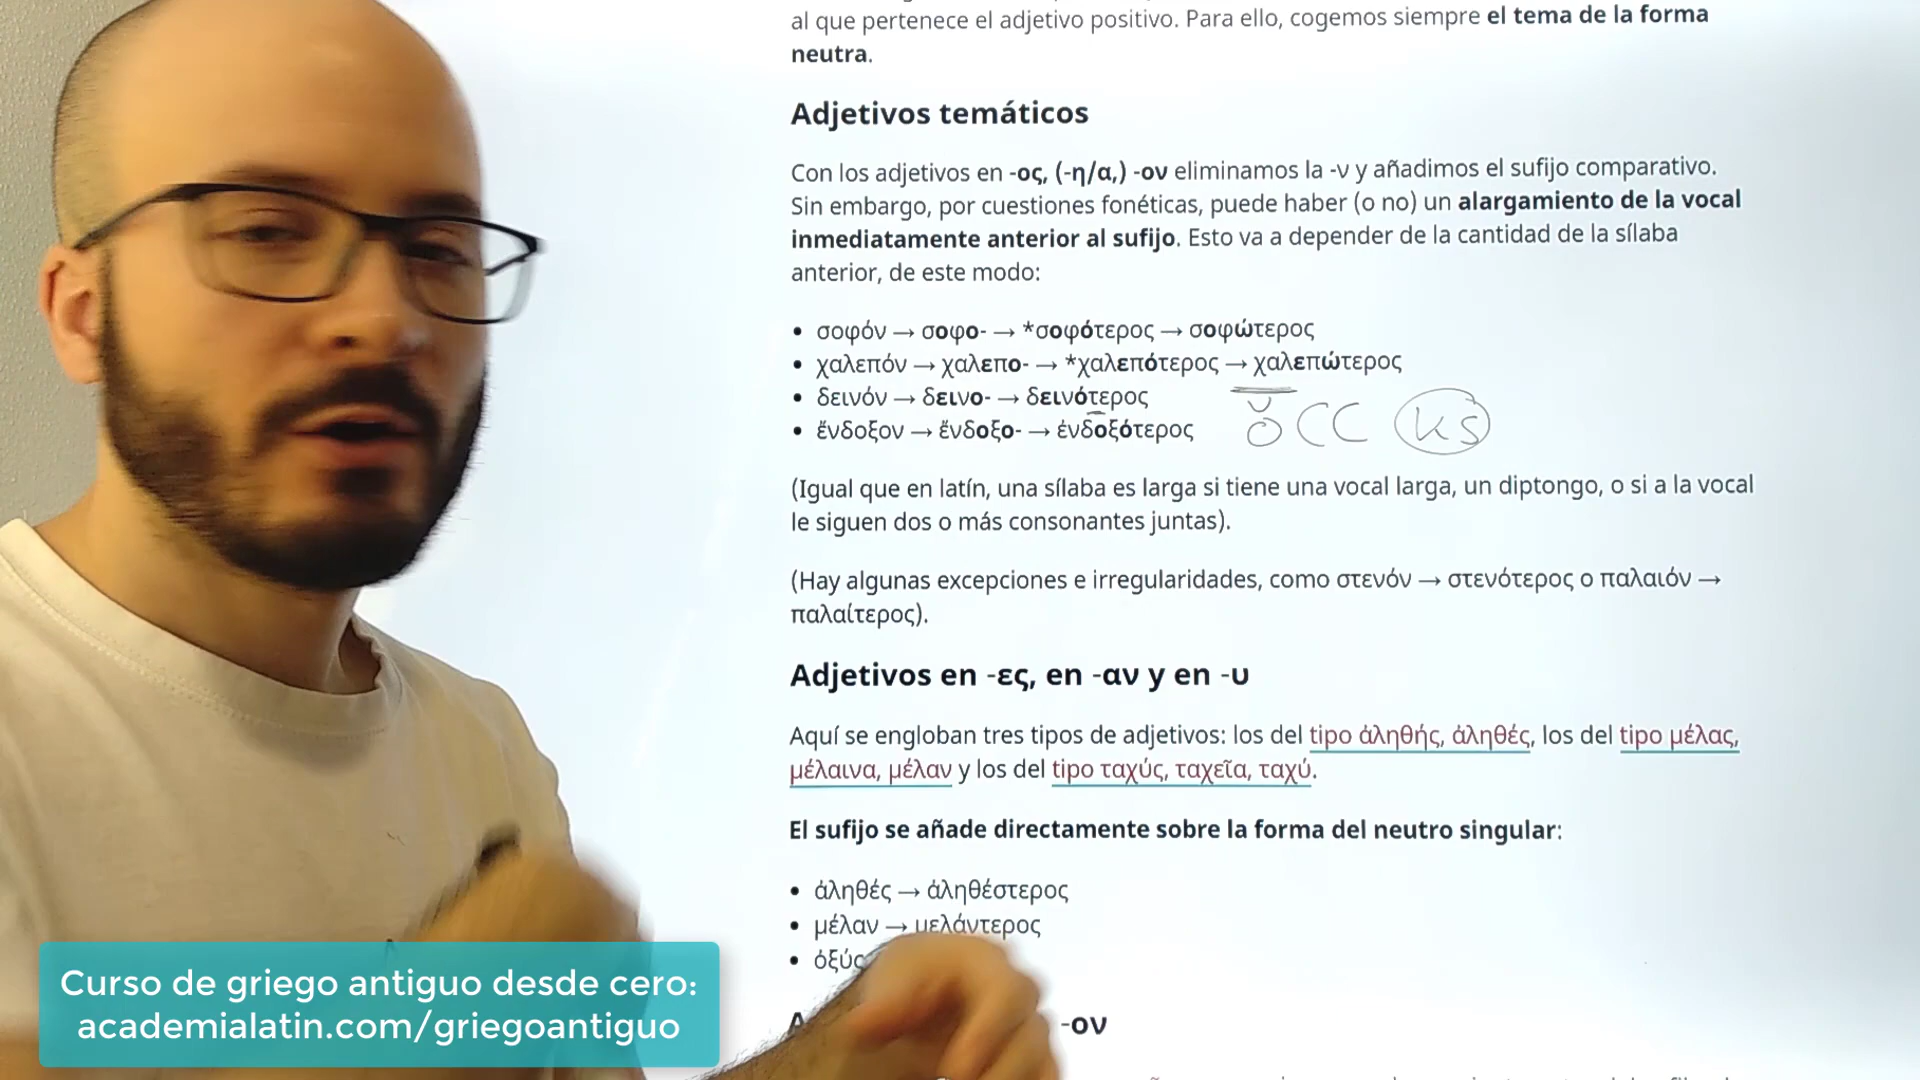 al que pertenece el adjetivo positivo. Para ello, cogemos siempre el tema de la forma
neutra.
Adjetivos temáticos
Con los adjetivos en -ος, (-η/α,) -ον eliminamos la -ν y añadimos el sufijo comparativo.
Sin embargo, por cuestiones fonéticas, puede haber (o no) un alargamiento de la vocal
inmediatamente anterior al sufijo. Esto va a depender de la cantidad de la sílaba
anterior, de este modo:
• σοφόν → σοφο- → *σοφότερος → σοφώτερος
• χαλεπόν → χαλεπο- → *χαλεπότερος → χαλεπώτερος
• δεινόν → δεινο- → δεινότερος
• ἔνδοξον → ἔνδοξο- → ἐνδοξότερος ŏ CC ks
(Igual que en latín, una sílaba es larga si tiene una vocal larga, un diptongo, o si a la vocal
le siguen dos o más consonantes juntas).
(Hay algunas excepciones e irregularidades, como στενόν → στενότερος o παλαιόν →
παλαίτερος).
Adjetivos en -ες, en -αν y en -υ
Aquí se engloban tres tipos de adjetivos: los del tipo ἀληθής, ἀληθές, los del tipo μέλας,
μέλαινα, μέλαν y los del tipo ταχύς, ταχεῖα, ταχύ.
El sufijo se añade directamente sobre la forma del neutro singular:
• ἀληθές → ἀληθέστερος
• μέλαν → μελάντερος
• ὀξύς
-ον
Curso de griego antiguo desde cero:
academialatin.com/griegoantiguo